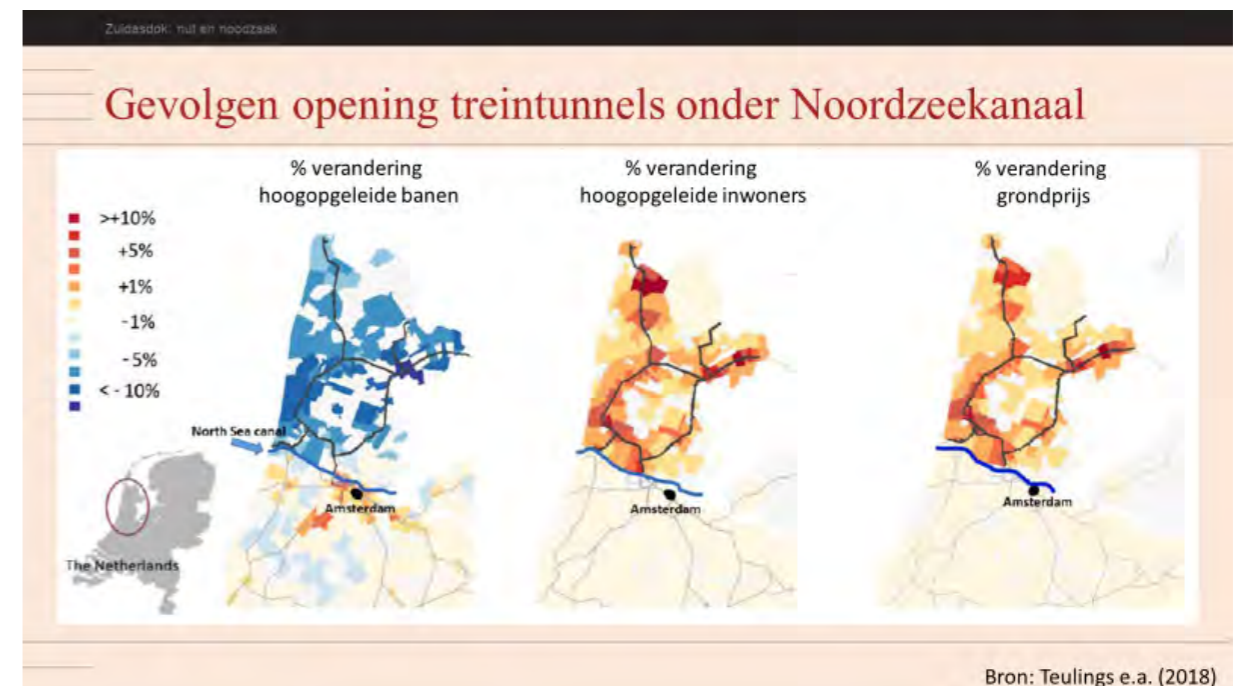 Zuidasdok: nut en noodzaak
Gevolgen opening treintunnels onder Noordzeekanaal
% verandering
hoogopgeleide banen
% verandering
hoogopgeleide inwoners
% verandering
grondprijs
>+10%
+5%
+1%
-1%
-5%
< - 10%
North Sea canal
Amsterdam
Amsterdam
Amsterdam
The Netherlands
Bron: Teulings e.a. (2018)